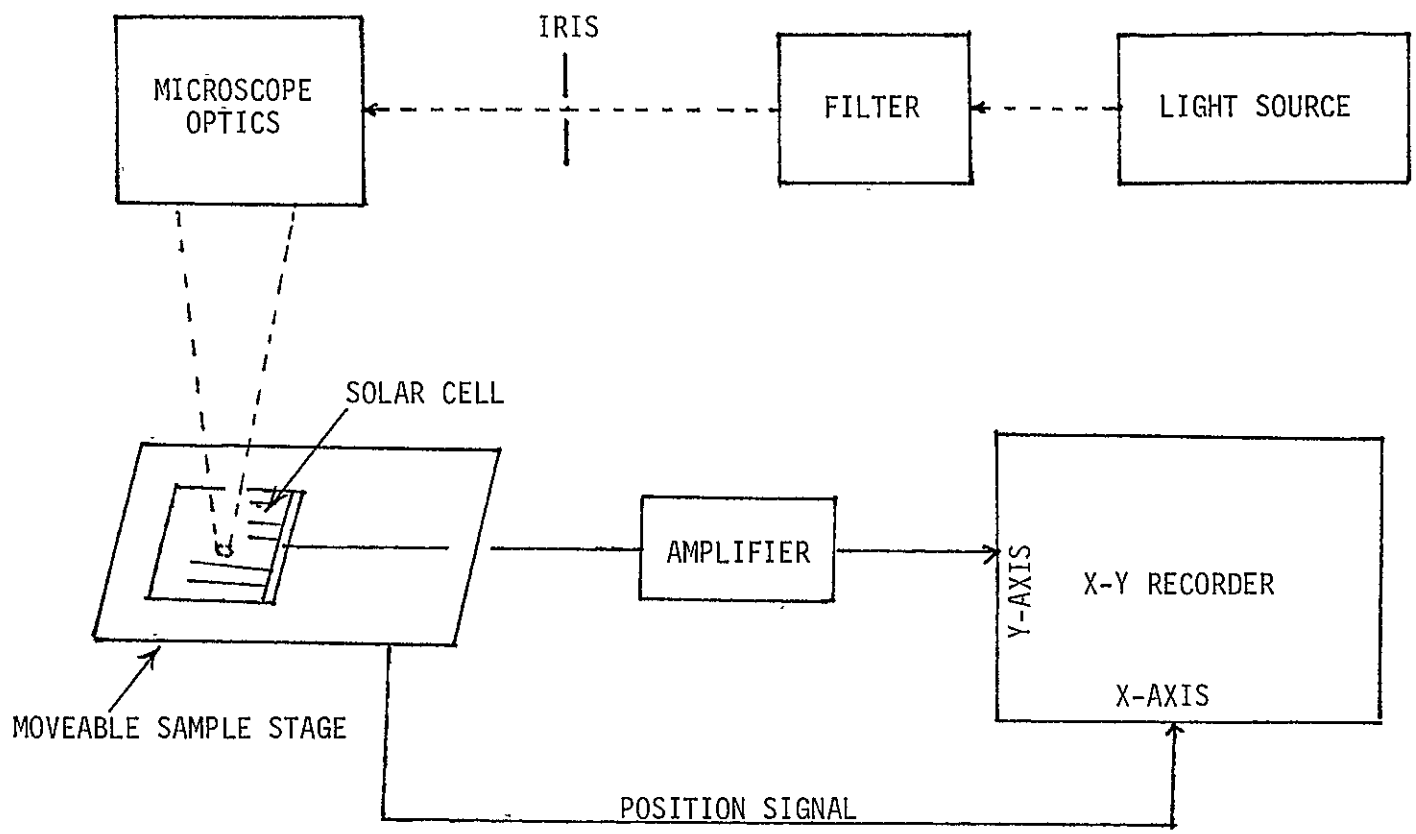 IRIS
MICROSCOPE
OPTICS
FILTER
LIGHT SOURCE
SOLAR CELL
AMPLIFIER
Y-AXIS
X-Y RECORDER
X-AXIS
MOVEABLE SAMPLE STAGE
POSITION SIGNAL